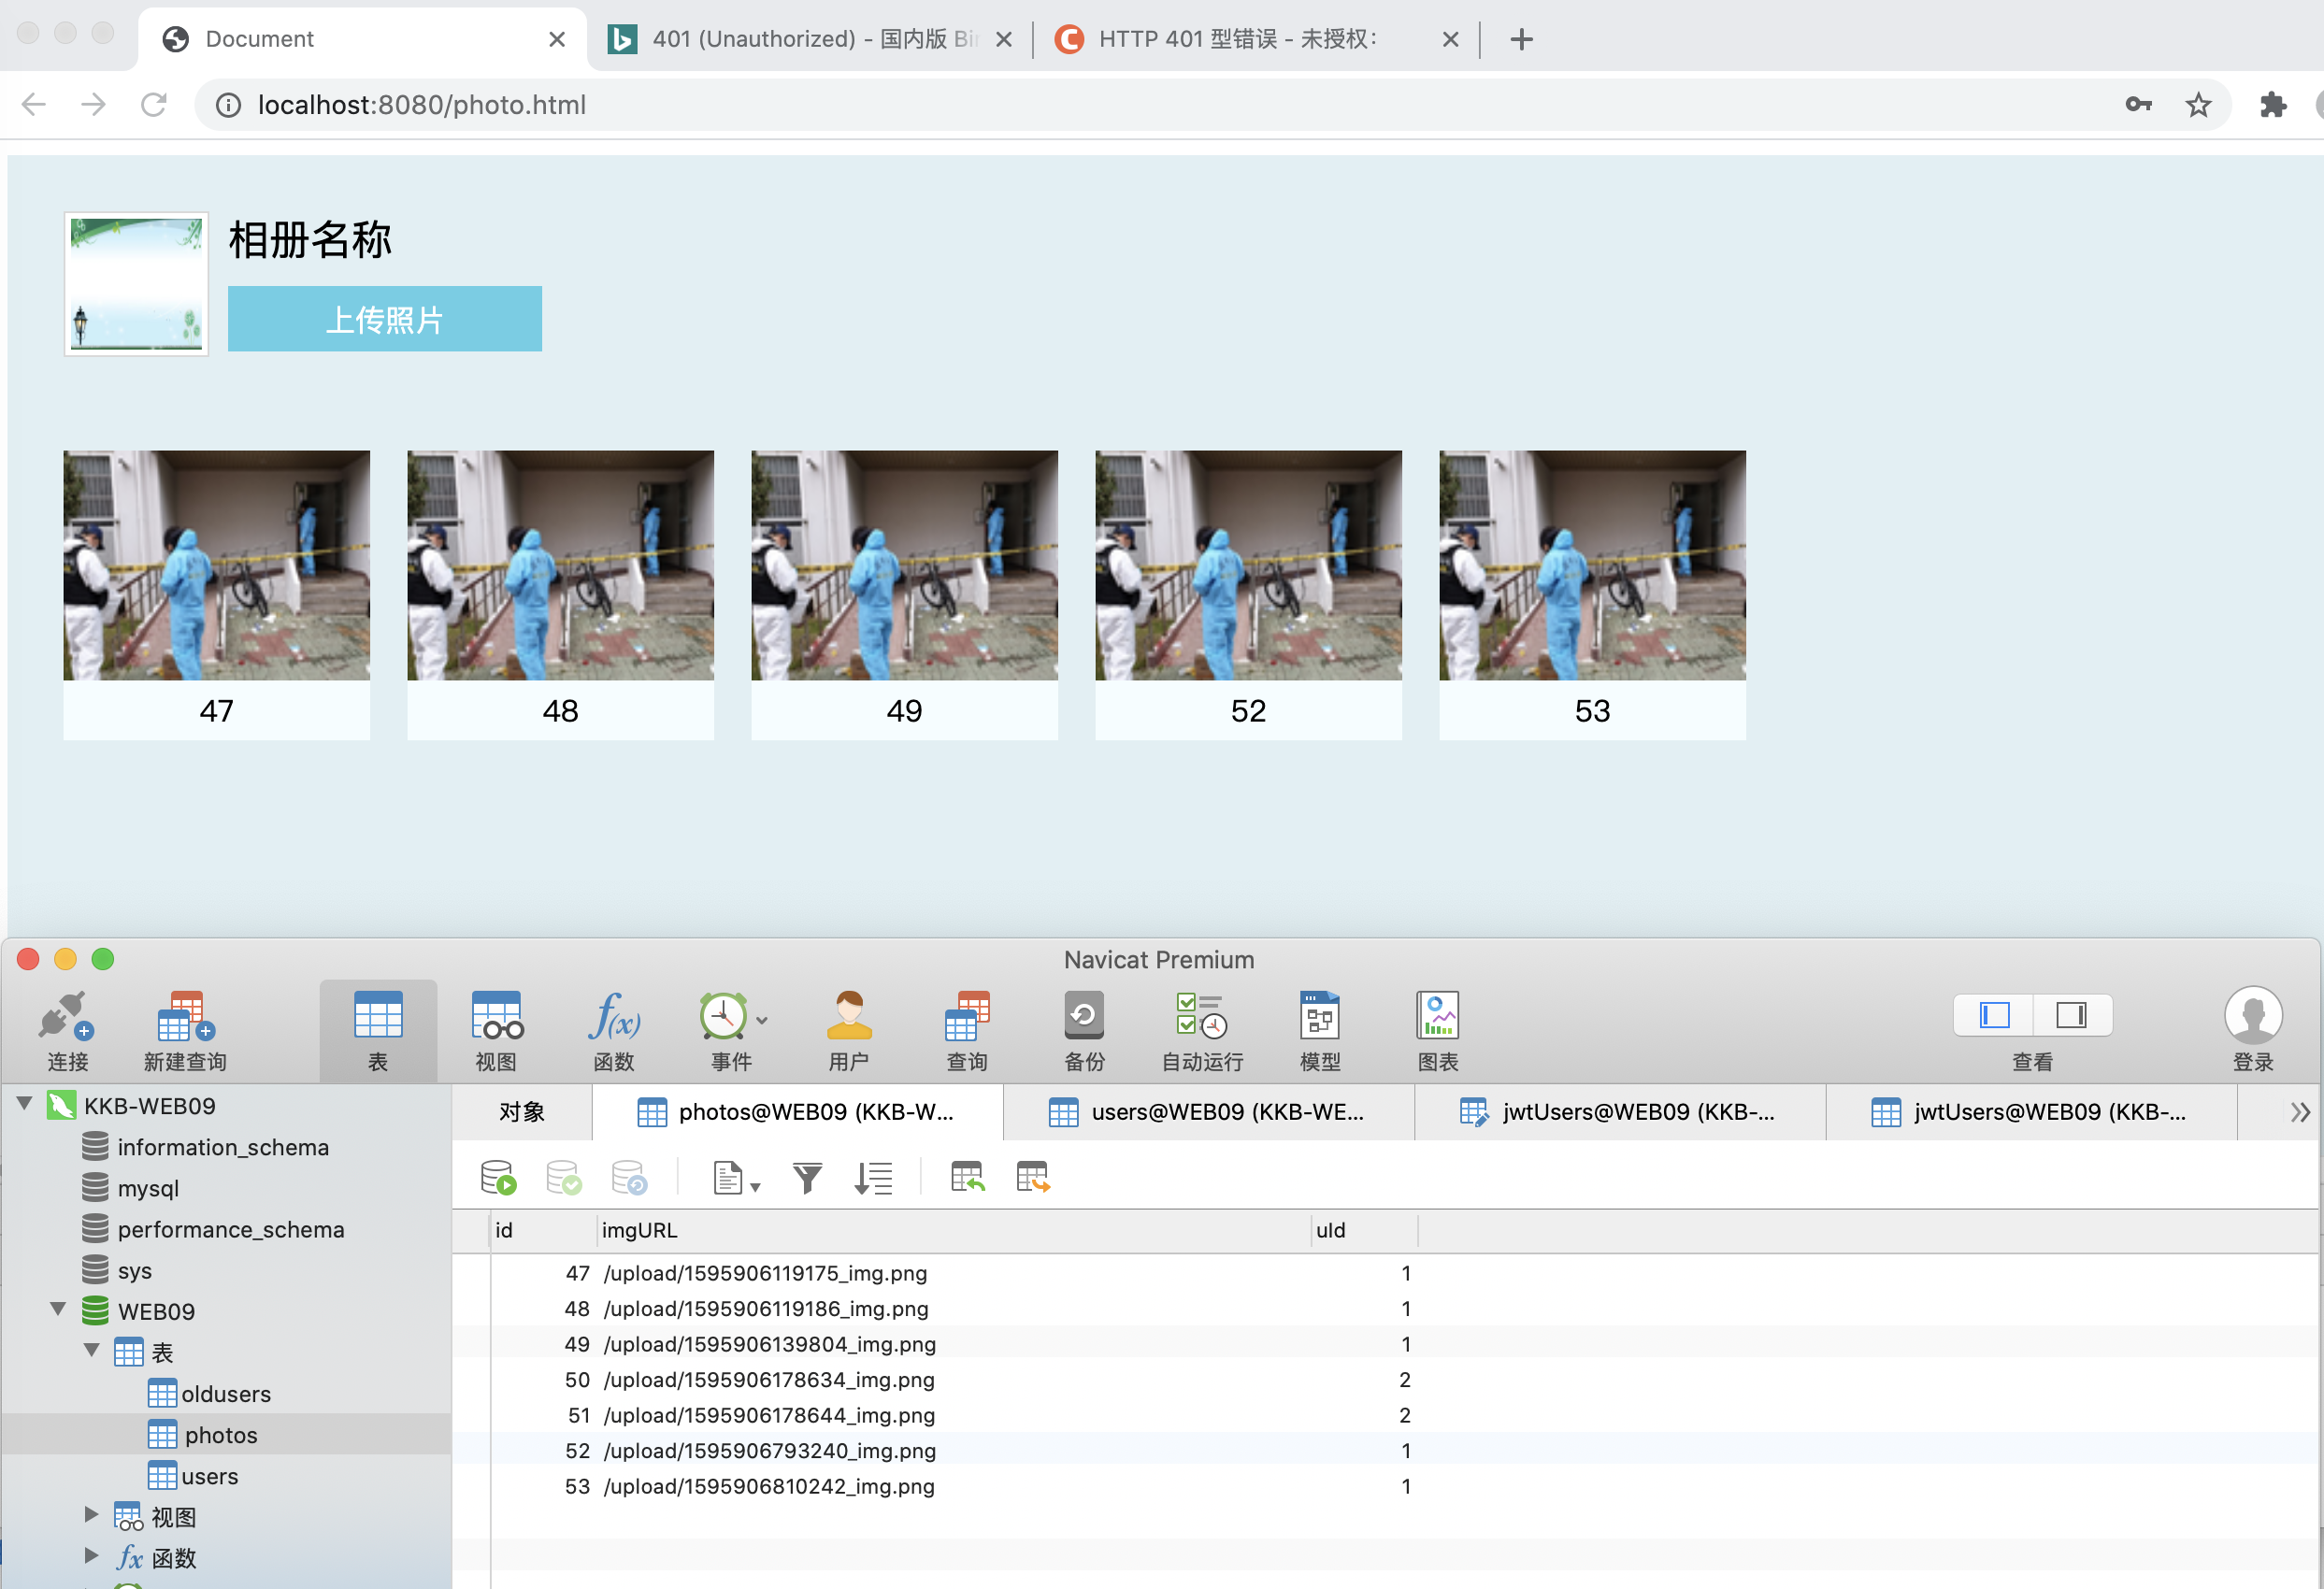 Document
401 (Unauthorized) - 国内版 Bin
HTTP 401 型错误 - 未授权:
localhost:8080/photo.html
相册名称
上传照片
47
48
49
52
53
Navicat Premium
连接
新建查询
表
视图
函数
事件
用户
查询
备份
自动运行
模型
图表
查看
登录
KKB-WEB09
information_schema
mysql
performance_schema
sys
WEB09
表
oldusers
photos
users
视图
函数
对象
photos@WEB09 (KKB-W...
users@WEB09 (KKB-WE...
jwtUsers@WEB09 (KKB-...
jwtUsers@WEB09 (KKB-...
id imgURL uId
47 /upload/1595906119175_img.png 1
48 /upload/1595906119186_img.png 1
49 /upload/1595906139804_img.png 1
50 /upload/1595906178634_img.png 2
51 /upload/1595906178644_img.png 2
52 /upload/1595906793240_img.png 1
53 /upload/1595906810242_img.png 1